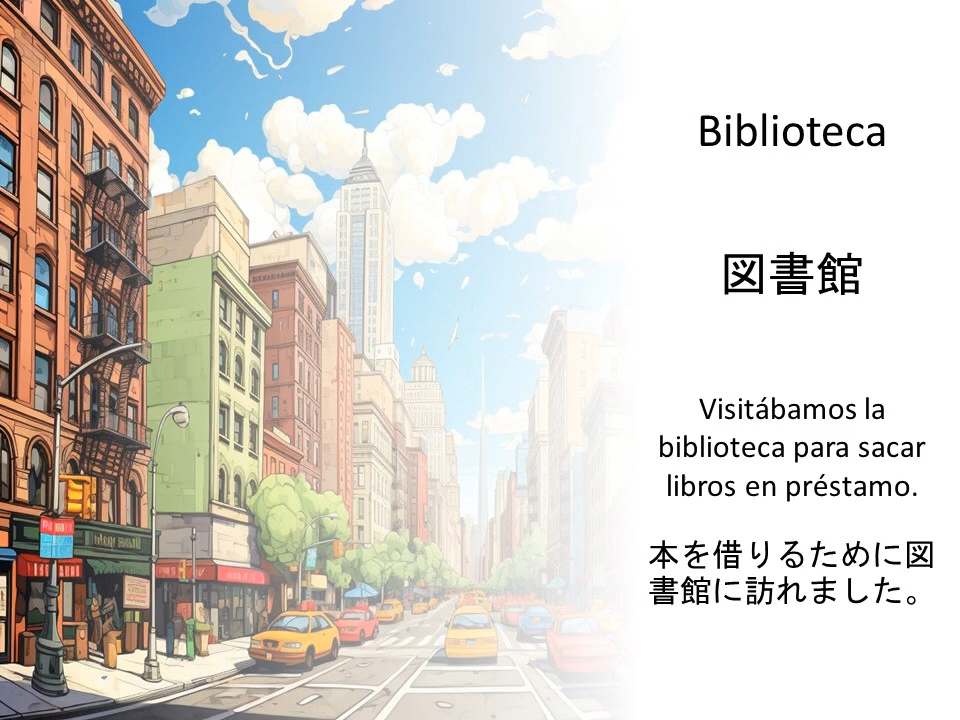 Biblioteca
図書館
Visitábamos la
biblioteca para sacar
libros en préstamo.
本を借りるために図
書館に訪れました。